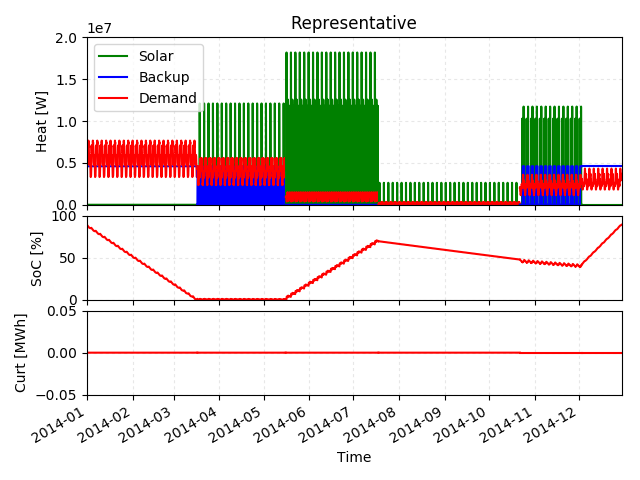 Representative
1e7
Solar
Backup
Demand
Heat [W]
2.0
1.5
1.0
0.5
0.0
SoC [%]
100
50
0
Curt [MWh]
0.05
0.00
−0.05
2014-01
2014-02
2014-03
2014-04
2014-05
2014-06
2014-07
2014-08
2014-09
2014-10
2014-11
2014-12
Time